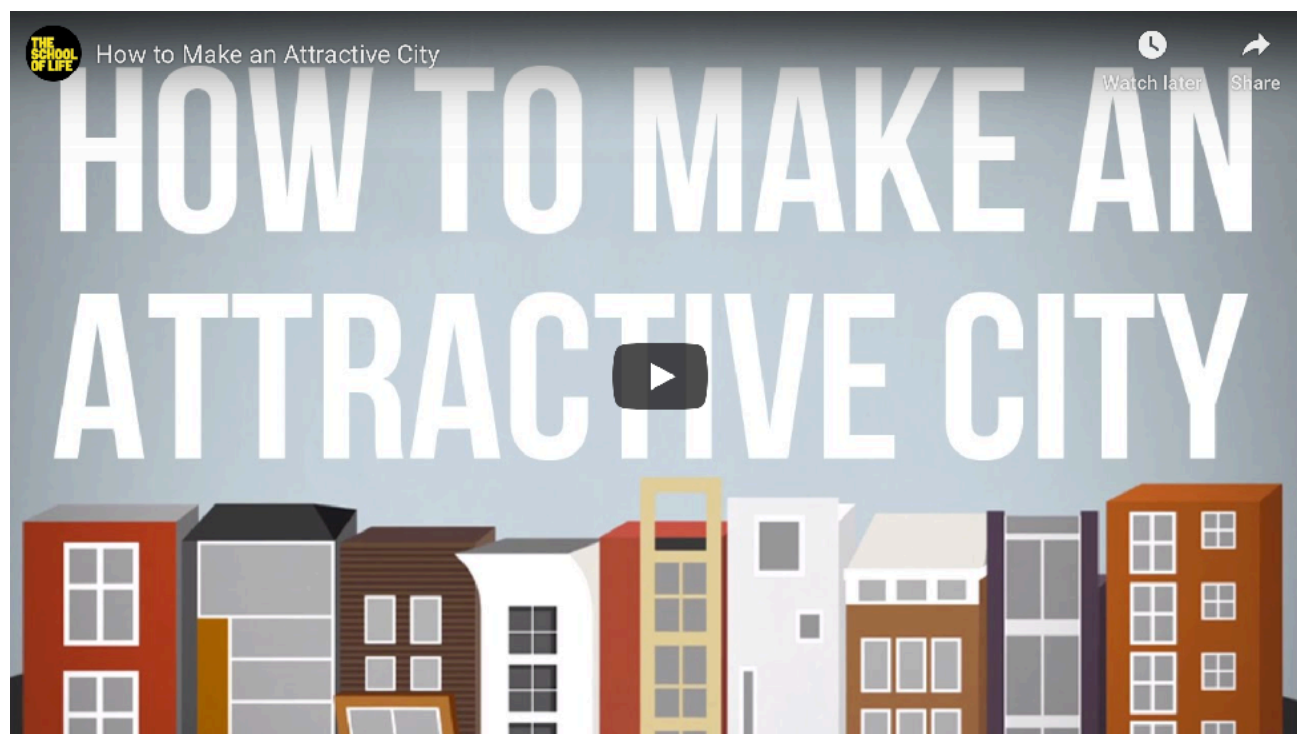 THE
SCHOOL
OF LIFE
How to Make an Attractive City
Watch later
Share
HOW TO MAKE AN
ATTRACTIVE CITY